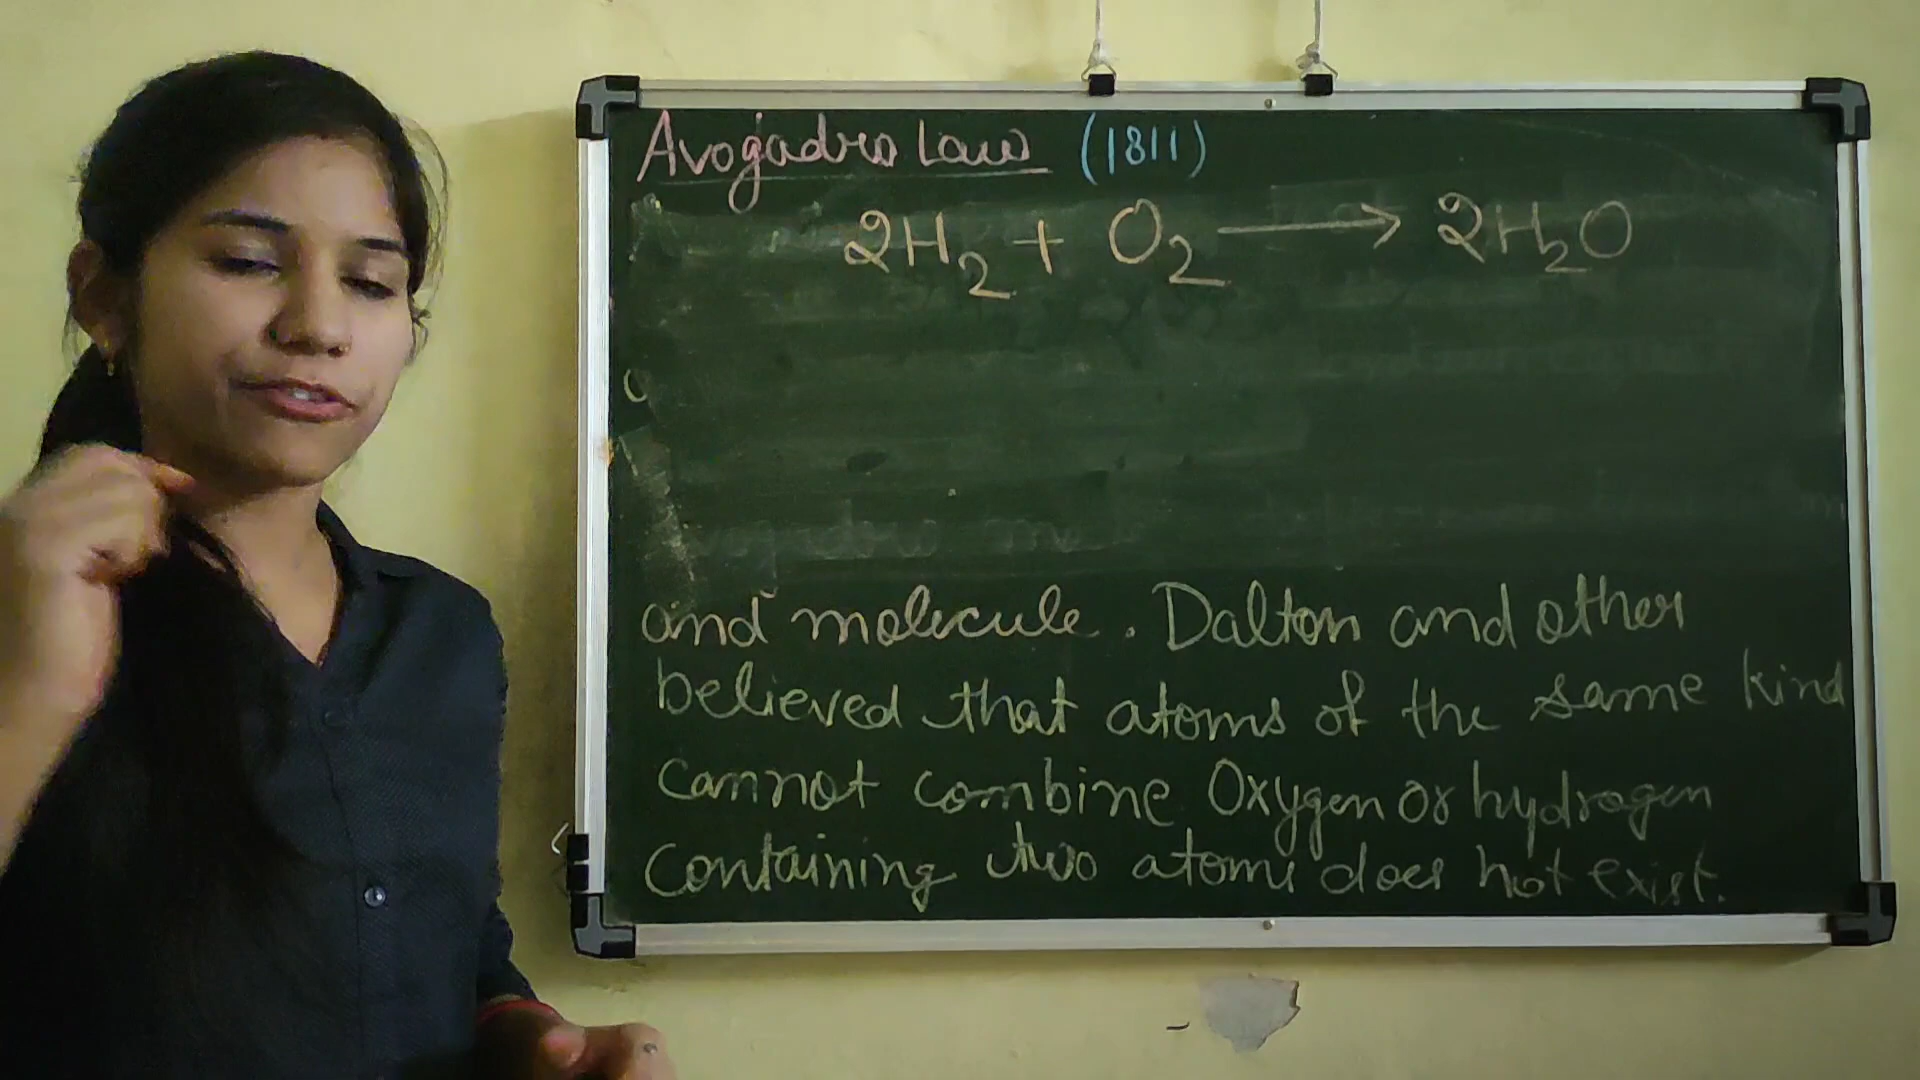 Avogadro Law (1811)
2H₂ + O₂ → 2H₂O
and molecule. Dalton and other
believed that atoms of the same kind
cannot combine Oxygen or hydrogen
containing two atoms does not exist.